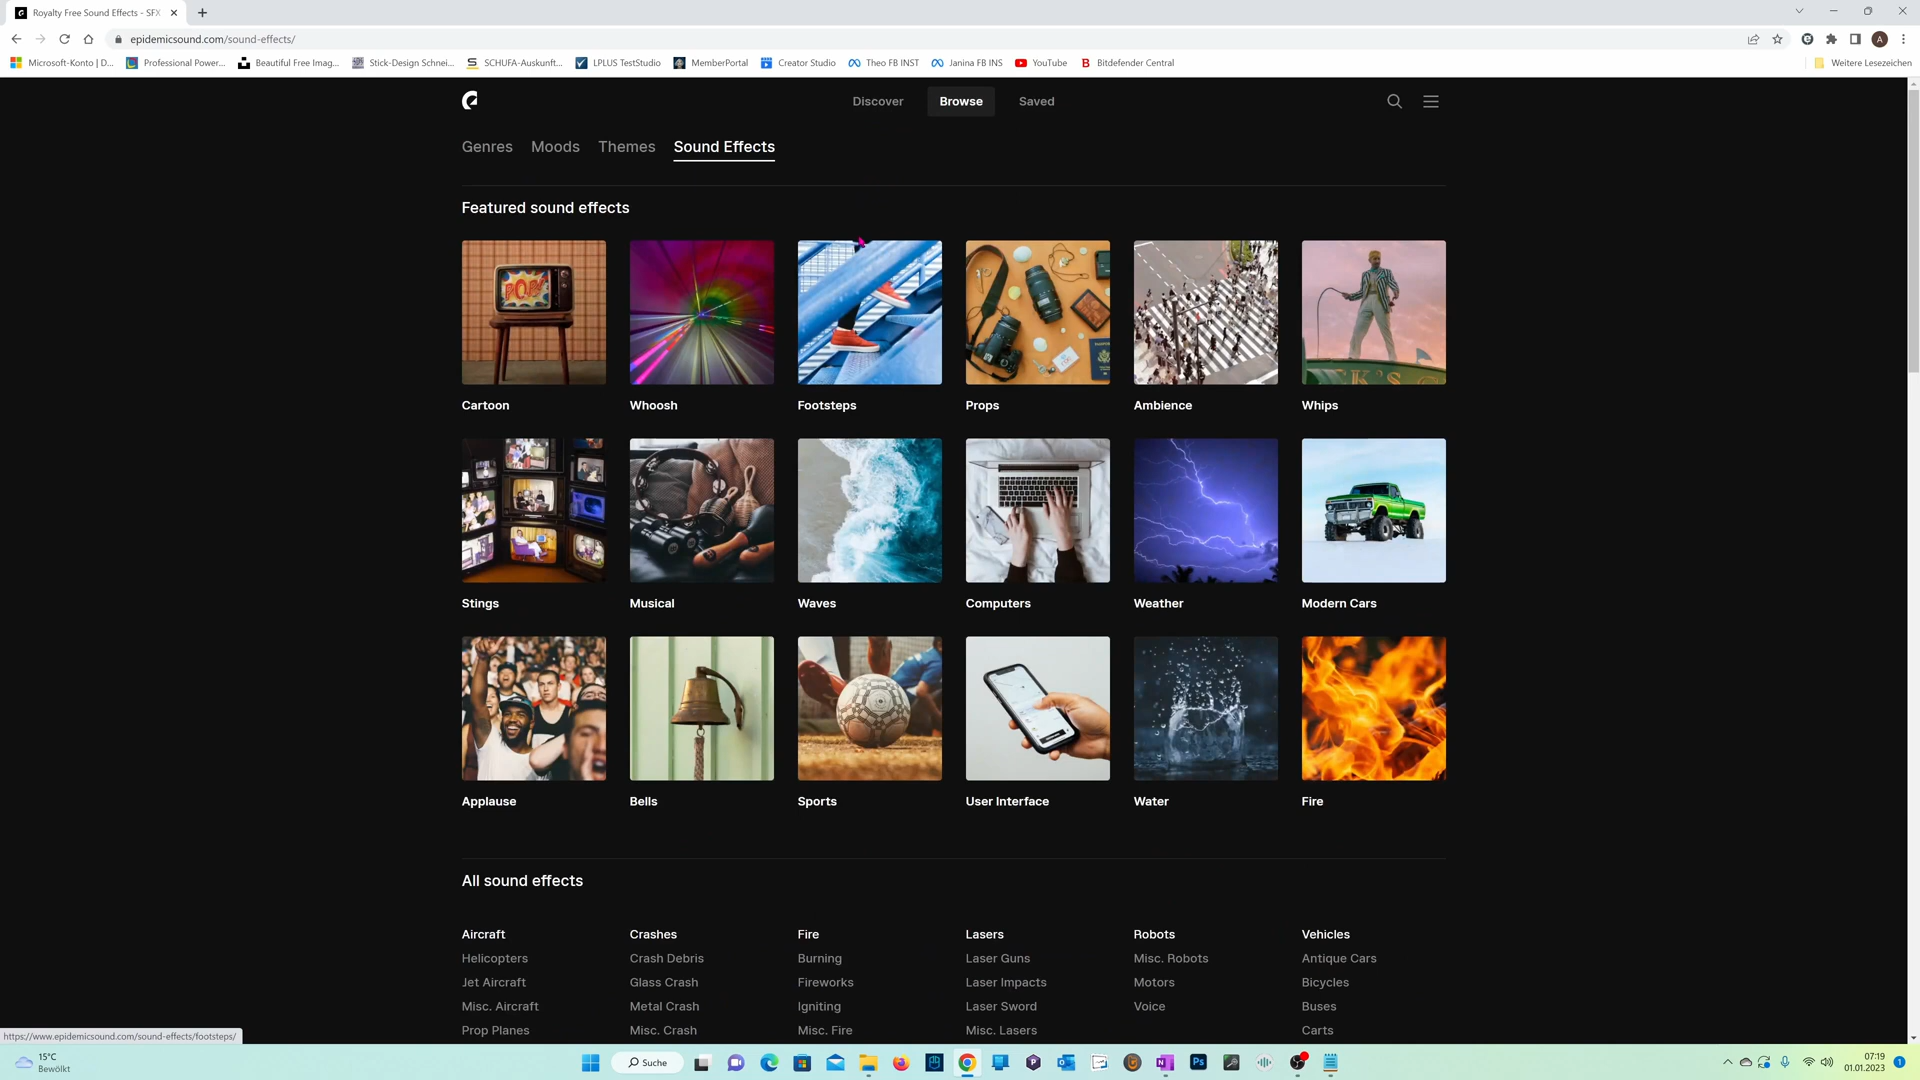 Royalty Free Sound Effects - SFX
epidemicsound.com/sound-effects/
Microsoft-Konto | D... Professional Power... Beautiful Free Imag... Stick-Design Schnei... SCHUFA-Auskunft... LPLUS TestStudio MemberPortal Creator Studio Theo FB INST Janina FB INS YouTube Bitdefender Central Weitere Lesezeichen
Discover Browse Saved
Genres Moods Themes Sound Effects
Featured sound effects
POP!
Cartoon Whoosh Footsteps Props Ambience Whips
Stings Musical Waves Computers Weather Modern Cars
Applause Bells Sports User Interface Water Fire
All sound effects
Aircraft Crashes Fire Lasers Robots Vehicles
Helicopters Crash Debris Burning Laser Guns Misc. Robots Antique Cars
Jet Aircraft Glass Crash Fireworks Laser Impacts Motors Bicycles
Misc. Aircraft Metal Crash Igniting Laser Sword Voice Buses
Prop Planes Misc. Crash Misc. Fire Misc. Lasers Carts
https://www.epidemicsound.com/sound-effects/footsteps/
15°C
Bewölkt
Suche
07:19
01.01.2023
1